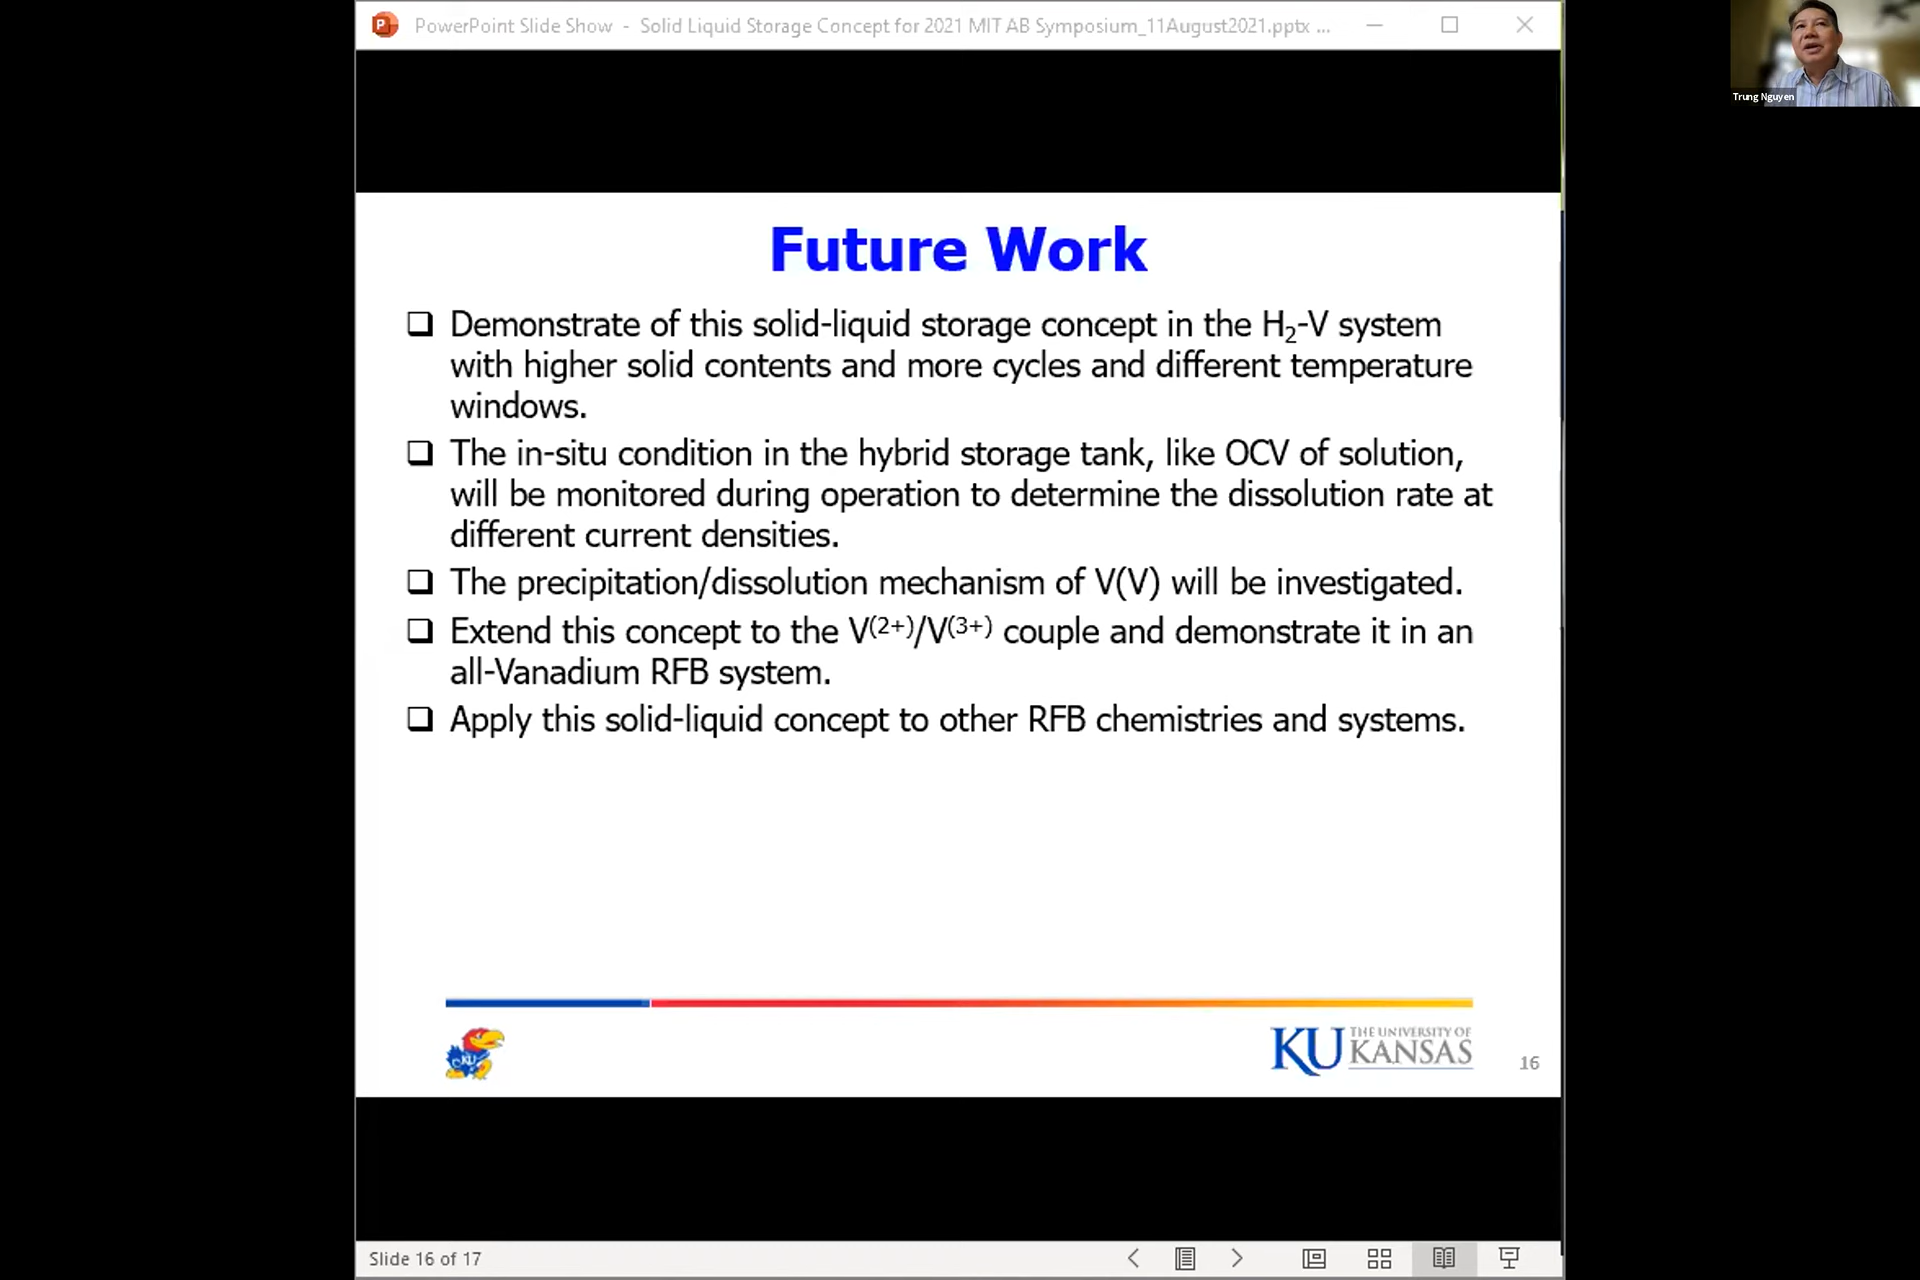 PowerPoint Slide Show - Solid Liquid Storage Concept for 2021 MIT AB Symposium_11August2021.pptx ...
Trung Nguyen
Future Work
❑ Demonstrate of this solid-liquid storage concept in the H₂-V system
with higher solid contents and more cycles and different temperature
windows.
❑ The in-situ condition in the hybrid storage tank, like OCV of solution,
will be monitored during operation to determine the dissolution rate at
different current densities.
❑ The precipitation/dissolution mechanism of V(V) will be investigated.
❑ Extend this concept to the V⁽²⁺⁾/V⁽³⁺⁾ couple and demonstrate it in an
all-Vanadium RFB system.
❑ Apply this solid-liquid concept to other RFB chemistries and systems.
KU
KU THE UNIVERSITY OF
KANSAS
16
Slide 16 of 17